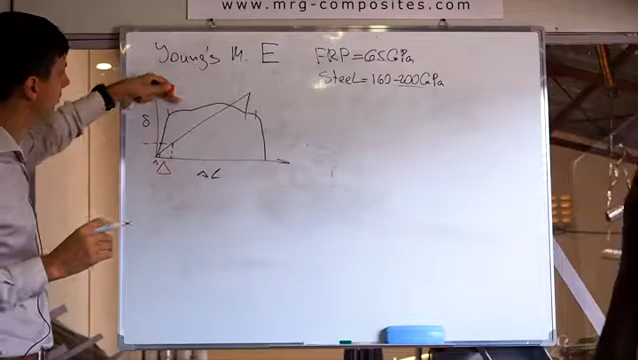 www.mrg-composites.com
Young's M. E
FRP=65GPa
Steel=160-200GPa
δ
ΔL